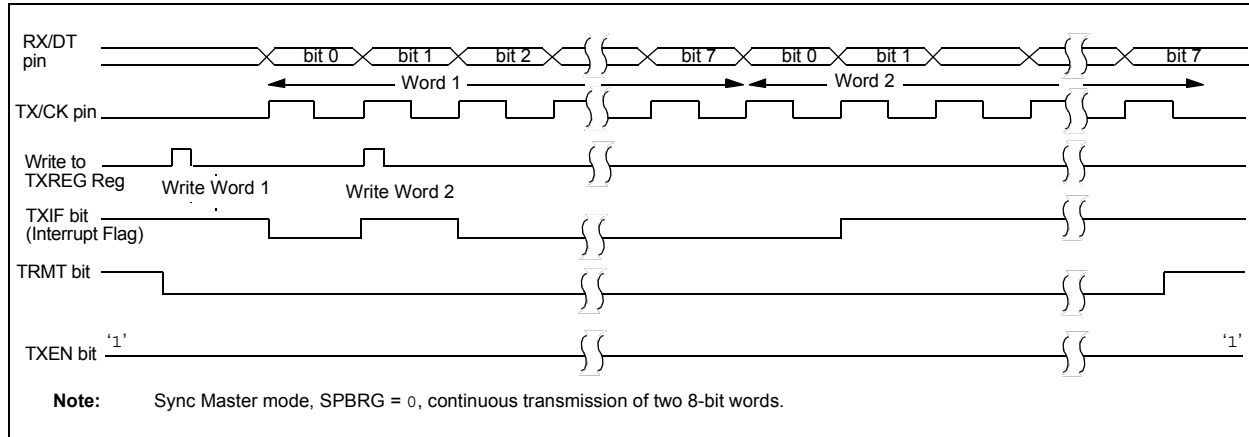 RX/DT
pin
bit 0 bit 1 bit 2 bit 7 bit 0 bit 1 bit 7
Word 1 Word 2
TX/CK pin
Write to
TXREG Reg
Write Word 1 Write Word 2
TXIF bit
(Interrupt Flag)
TRMT bit
TXEN bit ‘1’ ‘1’
Note: Sync Master mode, SPBRG = 0, continuous transmission of two 8-bit words.